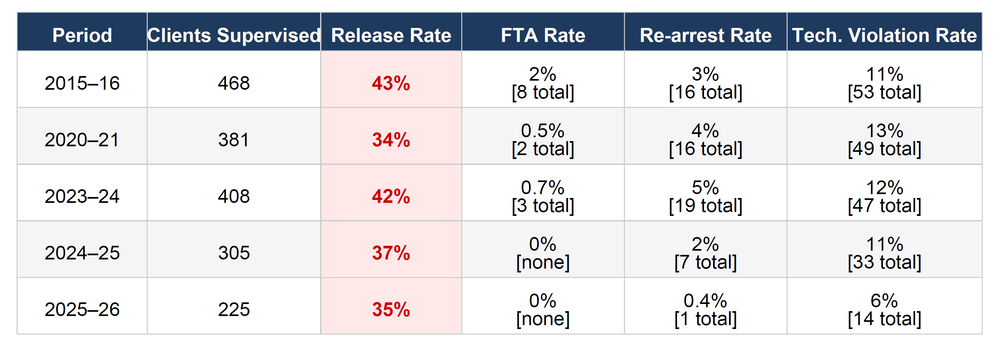 Period Clients Supervised Release Rate FTA Rate Re-arrest Rate Tech. Violation Rate
2015–16 468 43% 2% [8 total] 3% [16 total] 11% [53 total]
2020–21 381 34% 0.5% [2 total] 4% [16 total] 13% [49 total]
2023–24 408 42% 0.7% [3 total] 5% [19 total] 12% [47 total]
2024–25 305 37% 0% [none] 2% [7 total] 11% [33 total]
2025–26 225 35% 0% [none] 0.4% [1 total] 6% [14 total]